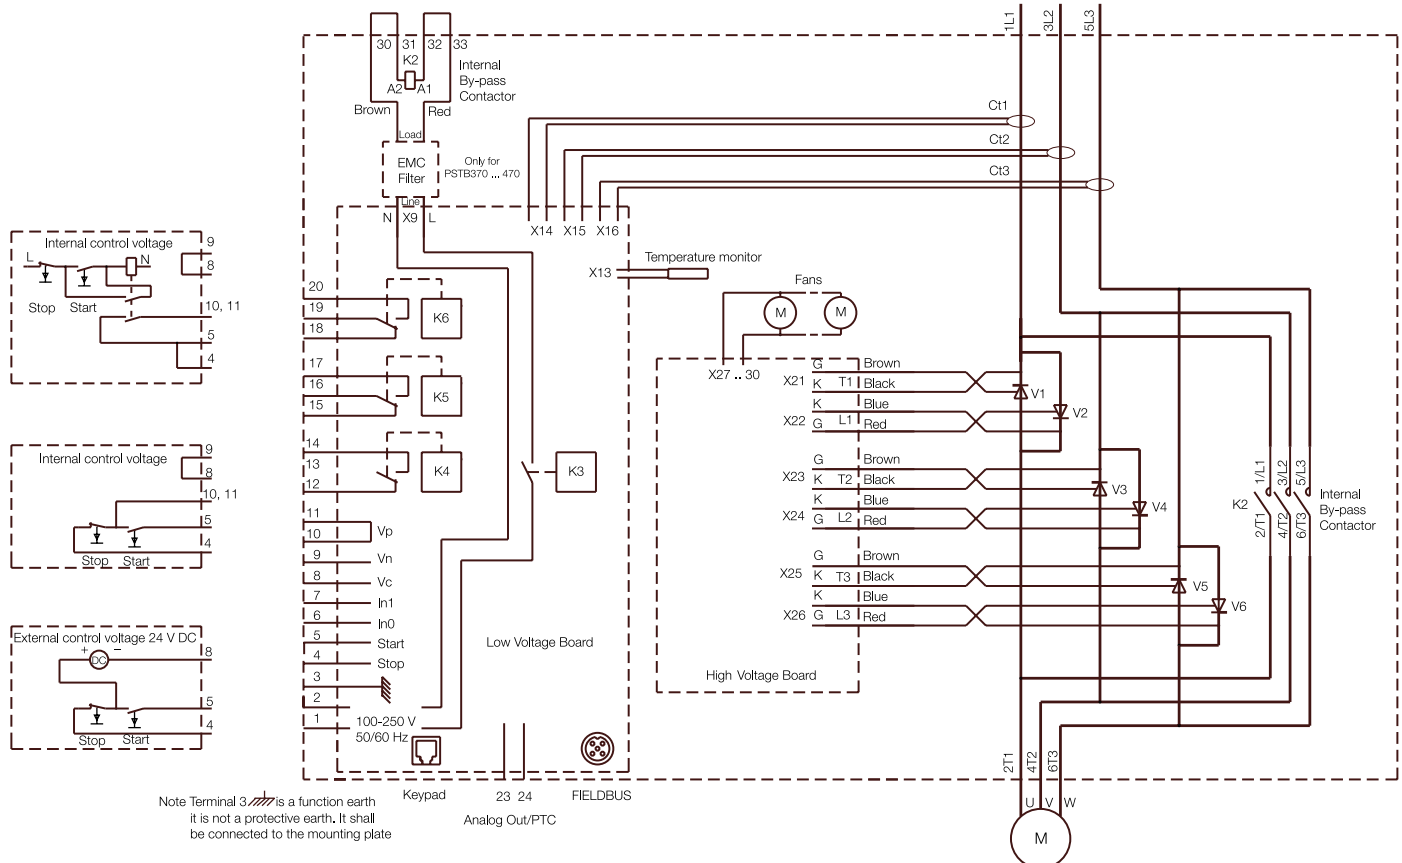 1L1
3L2
5L3
30 31 32 33
K2
A2 A1
Internal
By-pass
Contactor
Brown Red
Load
EMC
Filter
Line
Only for
PSTB370 ... 470
N X9 L
Ct1
Ct2
Ct3
X14 X15 X16
X13
Temperature monitor
Fans
M M
X27 .. 30
Internal control voltage
L N
Stop Start
9
8
10, 11
5
4
Internal control voltage
Stop Start
9
8
10, 11
5
4
External control voltage 24 V DC
+ −
DC
Stop Start
8
5
4
20
19
18
K6
17
16
15
K5
14
13
12
K4
K3
11
10
Vp
9 Vn
8 Vc
7 In1
6 In0
5 Start
4 Stop
3
2
1
100-250 V
50/60 Hz
Low Voltage Board
Keypad
23 24
Analog Out/PTC
FIELDBUS
G Brown
X21
K T1 Black
K Blue
X22
G L1 Red
G Brown
X23
K T2 Black
K Blue
X24
G L2 Red
G Brown
X25
K T3 Black
K Blue
X26 G L3 Red
High Voltage Board
V1
V2
V3
V4
V5
V6
K2
1/L1
3/L2
5/L3
2/T1
4/T2
6/T3
Internal
By-pass
Contactor
2T1
4T2
6T3
U V W
M
Note Terminal 3 is a function earth
it is not a protective earth. It shall
be connected to the mounting plate